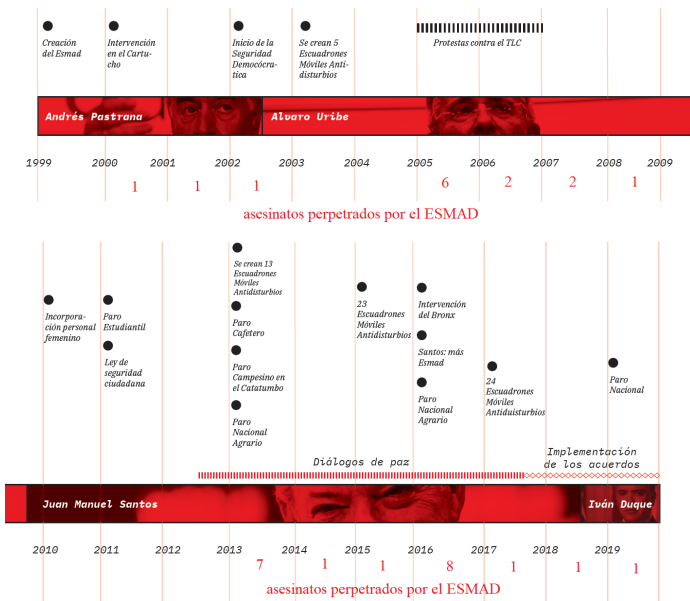 Creación
del Esmad
Intervención
en el Cartu-
cho
Inicio de la
Seguridad
Democócra-
tica
Se crean 5
Escuadrones
Móviles Anti-
disturbios
Protestas contra el TLC
Andrés Pastrana
Alvaro Uribe
1999 2000 2001 2002 2003 2004 2005 2006 2007 2008 2009
1 1 1 6 2 2 1
asesinatos perpetrados por el ESMAD
Incorpora-
ción personal
femenino
Paro
Estudiantil
Ley de
seguridad
ciudadana
Se crean 13
Escuadrones
Móviles
Antidisturbios
Paro
Cafetero
Paro
Campesino en
el Catatumbo
Paro
Nacional
Agrario
23
Escuadrones
Móviles
Antidisturbios
Intervención
del Bronx
Santos: más
Esmad
Paro
Nacional
Agrario
24
Escuadrones
Móviles
Antiduisturbios
Paro
Nacional
Diálogos de paz
Implementación
de los acuerdos
Juan Manuel Santos
Iván Duque
2010 2011 2012 2013 2014 2015 2016 2017 2018 2019
7 1 1 8 1 1 1
asesinatos perpetrados por el ESMAD